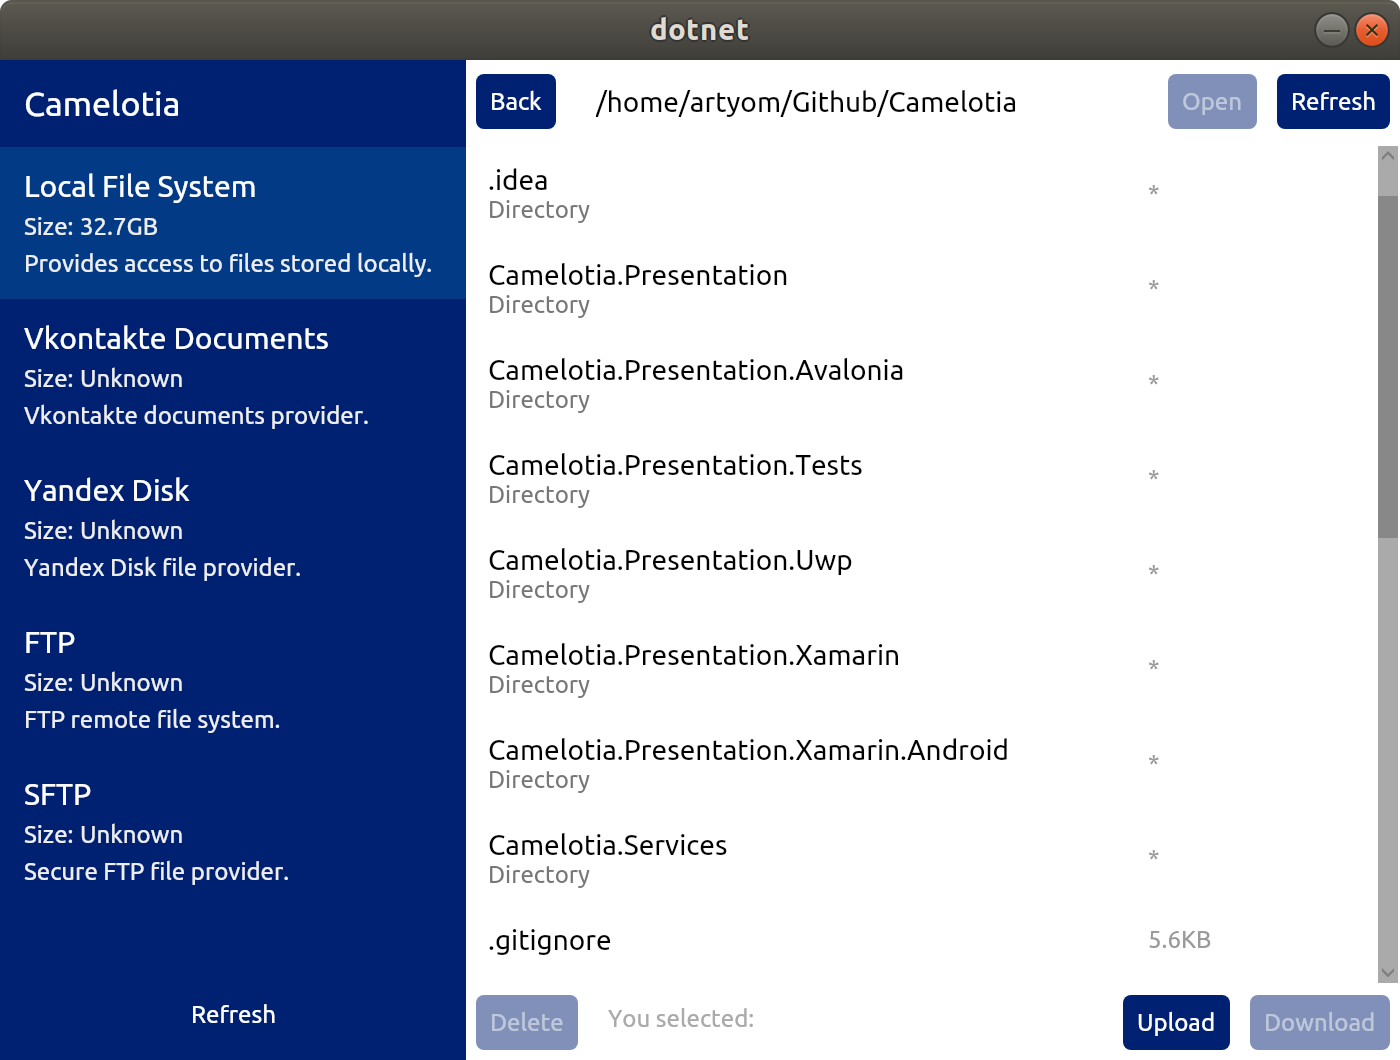 dotnet
Camelotia
Local File System
Size: 32.7GB
Provides access to files stored locally.
Vkontakte Documents
Size: Unknown
Vkontakte documents provider.
Yandex Disk
Size: Unknown
Yandex Disk file provider.
FTP
Size: Unknown
FTP remote file system.
SFTP
Size: Unknown
Secure FTP file provider.
Refresh
Back /home/artyom/Github/Camelotia Open Refresh
.idea
Directory *
Camelotia.Presentation
Directory *
Camelotia.Presentation.Avalonia
Directory *
Camelotia.Presentation.Tests
Directory *
Camelotia.Presentation.Uwp
Directory *
Camelotia.Presentation.Xamarin
Directory *
Camelotia.Presentation.Xamarin.Android
Directory *
Camelotia.Services
Directory *
.gitignore 5.6KB
Delete You selected: Upload Download